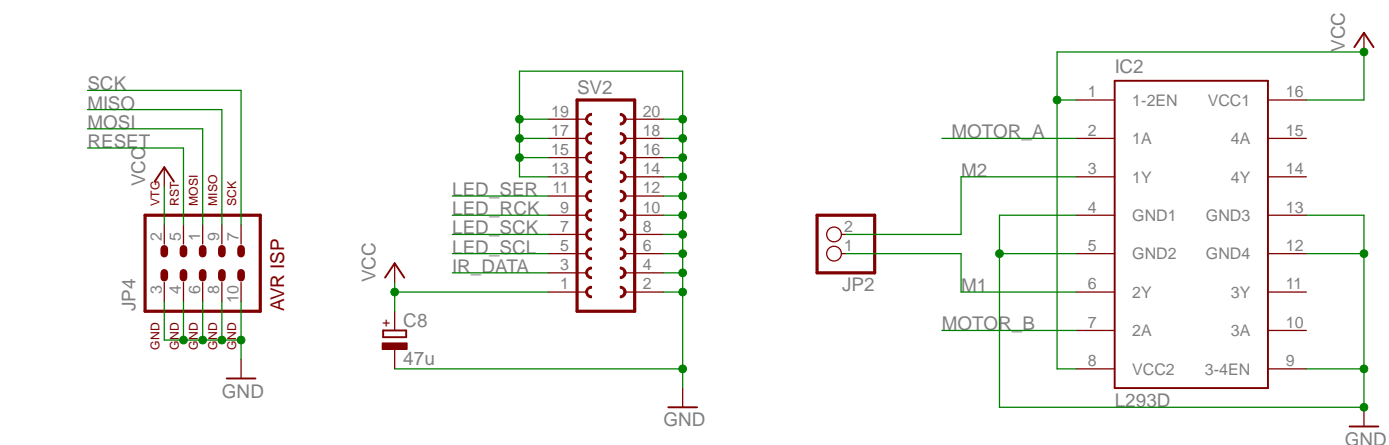 SCK
MISO
MOSI
RESET
VCC
VTG
RST
MOSI
MISO
SCK
2 5 1 9 7
3 4 6 8 10
JP4
AVR ISP
GND GND GND GND GND
GND
SV2
19 20
17 18
15 16
13 14
LED_SER 11 12
LED_RCK 9 10
LED_SCK 7 8
LED_SCL 5 6
IR_DATA 3 4
1 2
VCC
+ C8
47u
GND
VCC
IC2
1 1-2EN VCC1 16
MOTOR_A 2 1A 4A 15
M2 3 1Y 4Y 14
4 GND1 GND3 13
5 GND2 GND4 12
M1 6 2Y 3Y 11
MOTOR_B 7 2A 3A 10
8 VCC2 3-4EN 9
L293D
2
1
JP2
GND